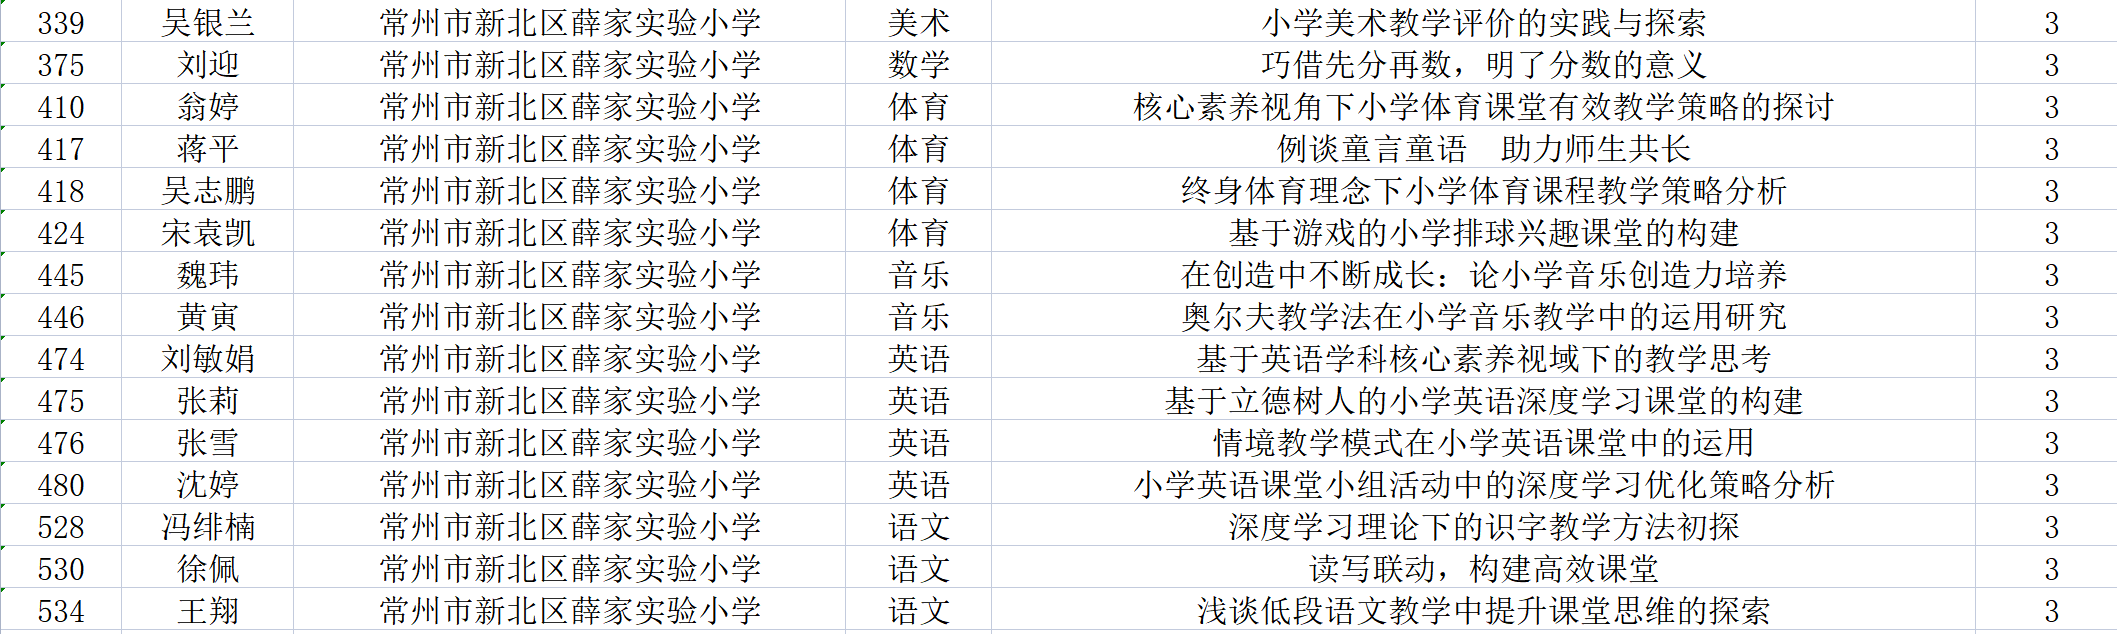 339 吴银兰 常州市新北区薛家实验小学 美术 小学美术教学评价的实践与探索 3
375 刘迎 常州市新北区薛家实验小学 数学 巧借先分再数，明了分数的意义 3
410 翁婷 常州市新北区薛家实验小学 体育 核心素养视角下小学体育课堂有效教学策略的探讨 3
417 蒋平 常州市新北区薛家实验小学 体育 例谈童言童语　助力师生共长 3
418 吴志鹏 常州市新北区薛家实验小学 体育 终身体育理念下小学体育课程教学策略分析 3
424 宋袁凯 常州市新北区薛家实验小学 体育 基于游戏的小学排球兴趣课堂的构建 3
445 魏玮 常州市新北区薛家实验小学 音乐 在创造中不断成长：论小学音乐创造力培养 3
446 黄寅 常州市新北区薛家实验小学 音乐 奥尔夫教学法在小学音乐教学中的运用研究 3
474 刘敏娟 常州市新北区薛家实验小学 英语 基于英语学科核心素养视域下的教学思考 3
475 张莉 常州市新北区薛家实验小学 英语 基于立德树人的小学英语深度学习课堂的构建 3
476 张雪 常州市新北区薛家实验小学 英语 情境教学模式在小学英语课堂中的运用 3
480 沈婷 常州市新北区薛家实验小学 英语 小学英语课堂小组活动中的深度学习优化策略分析 3
528 冯绯楠 常州市新北区薛家实验小学 语文 深度学习理论下的识字教学方法初探 3
530 徐佩 常州市新北区薛家实验小学 语文 读写联动，构建高效课堂 3
534 王翔 常州市新北区薛家实验小学 语文 浅谈低段语文教学中提升课堂思维的探索 3